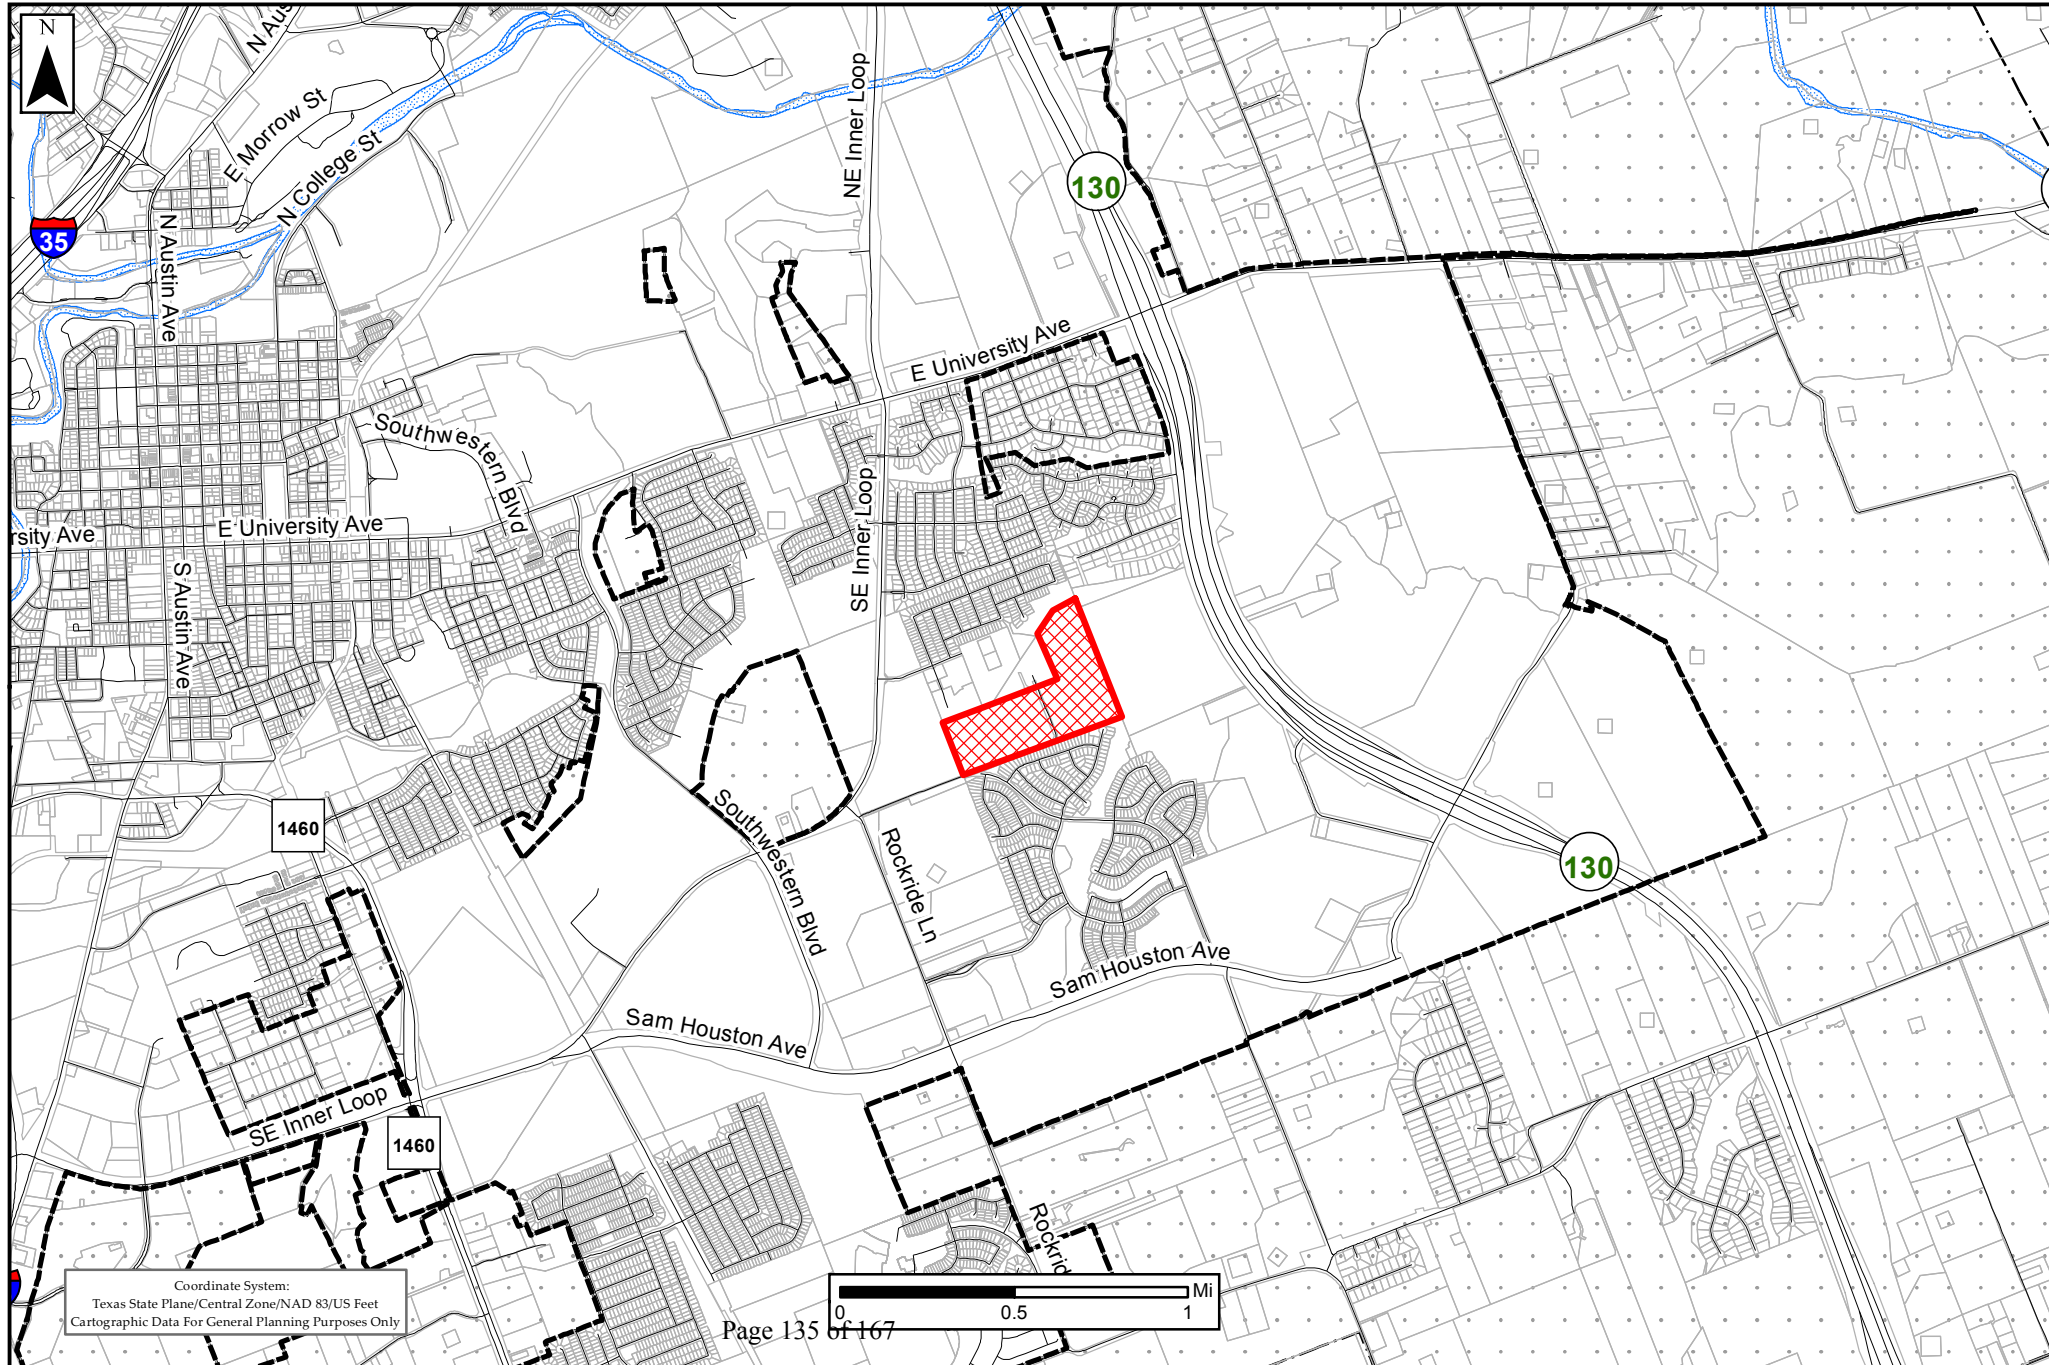 N
N Aus
E Morrow St
N College St
NE Inner Loop
130
35
N Austin Ave
E University Ave
Southwestern Blvd
SE Inner Loop
rsity Ave
E University Ave
S Austin Ave
1460
Southwestern Blvd
Rockride Ln
130
Sam Houston Ave
Sam Houston Ave
SE Inner Loop
1460
Rockrid
Coordinate System:
Texas State Plane/Central Zone/NAD 83/US Feet
Cartographic Data For General Planning Purposes Only
Mi
0 0.5 1
Page 135 of 167